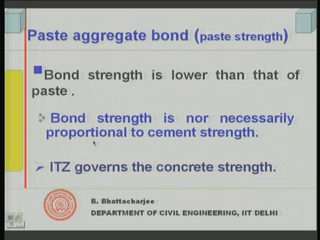 Paste aggregate bond (paste strength)
Bond strength is lower than that of
paste .
Bond strength is nor necessarily
proportional to cement strength.
ITZ governs the concrete strength.
B. Bhattacharjee
DEPARTMENT OF CIVIL ENGINEERING, IIT DELHI